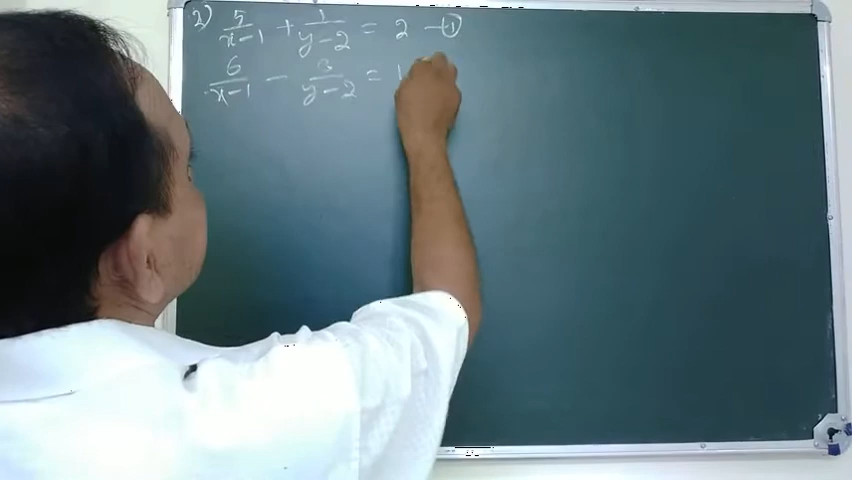 2) 5/x-1 + 1/y-2 = 2 — ①
6/x-1 - 3/y-2 = 1